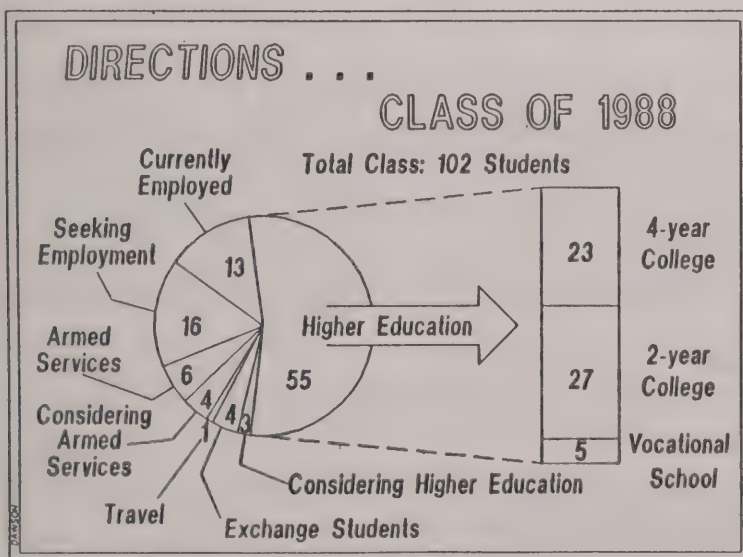 DIRECTIONS . . .
CLASS OF 1988
Total Class: 102 Students
Currently
Employed
13
Seeking
Employment
16
Armed
Services
6
Considering
Armed
Services
4
Travel
1
Exchange Students
4
Considering Higher Education
3
Higher Education
55
23
4-year
College
27
2-year
College
5
Vocational
School
DAWSON